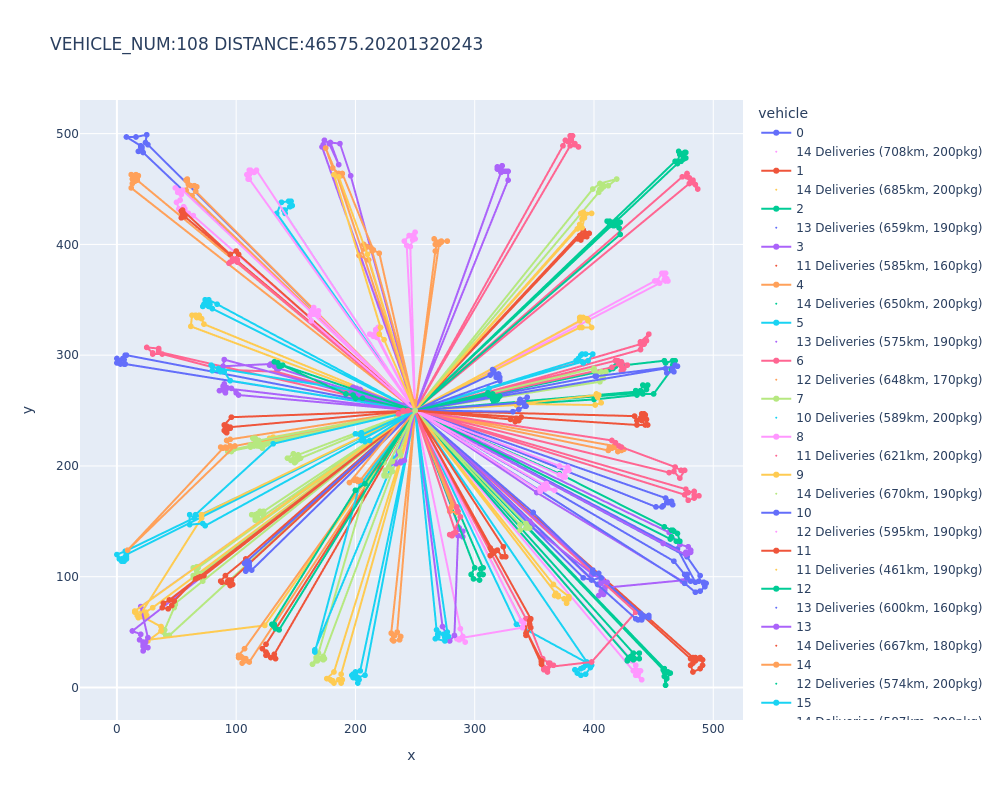 VEHICLE_NUM:108 DISTANCE:46575.20201320243
vehicle
0
14 Deliveries (708km, 200pkg)
1
14 Deliveries (685km, 200pkg)
2
13 Deliveries (659km, 190pkg)
3
11 Deliveries (585km, 160pkg)
4
14 Deliveries (650km, 200pkg)
5
13 Deliveries (575km, 190pkg)
6
12 Deliveries (648km, 170pkg)
7
10 Deliveries (589km, 200pkg)
8
11 Deliveries (621km, 200pkg)
9
14 Deliveries (670km, 190pkg)
10
12 Deliveries (595km, 190pkg)
11
11 Deliveries (461km, 190pkg)
12
13 Deliveries (600km, 160pkg)
13
14 Deliveries (667km, 180pkg)
14
12 Deliveries (574km, 200pkg)
15
500
400
300
200
100
0
y
0 100 200 300 400 500
x